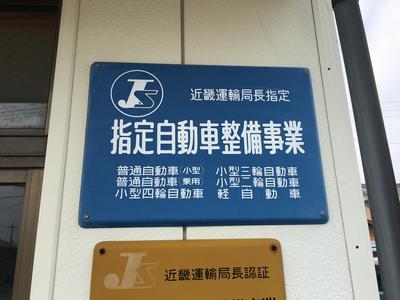 JS
近畿運輸局長指定
指定自動車整備事業
普通自動車(小型) 小型三輪自動車
普通自動車(乗用) 小型二輪自動車
小型四輪自動車 軽自動車
JS
近畿運輸局長認証